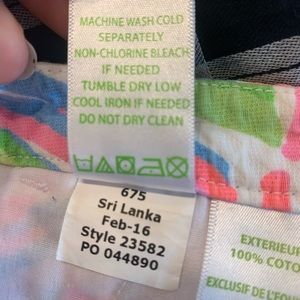 MACHINE WASH COLD
SEPARATELY
NON-CHLORINE BLEACH
IF NEEDED
TUMBLE DRY LOW
COOL IRON IF NEEDED
DO NOT DRY CLEAN
675
Sri Lanka
Feb-16
Style 23582
PO 044890
EXTERIEUR
100% COTO
EXCLUSIF DE L'EC